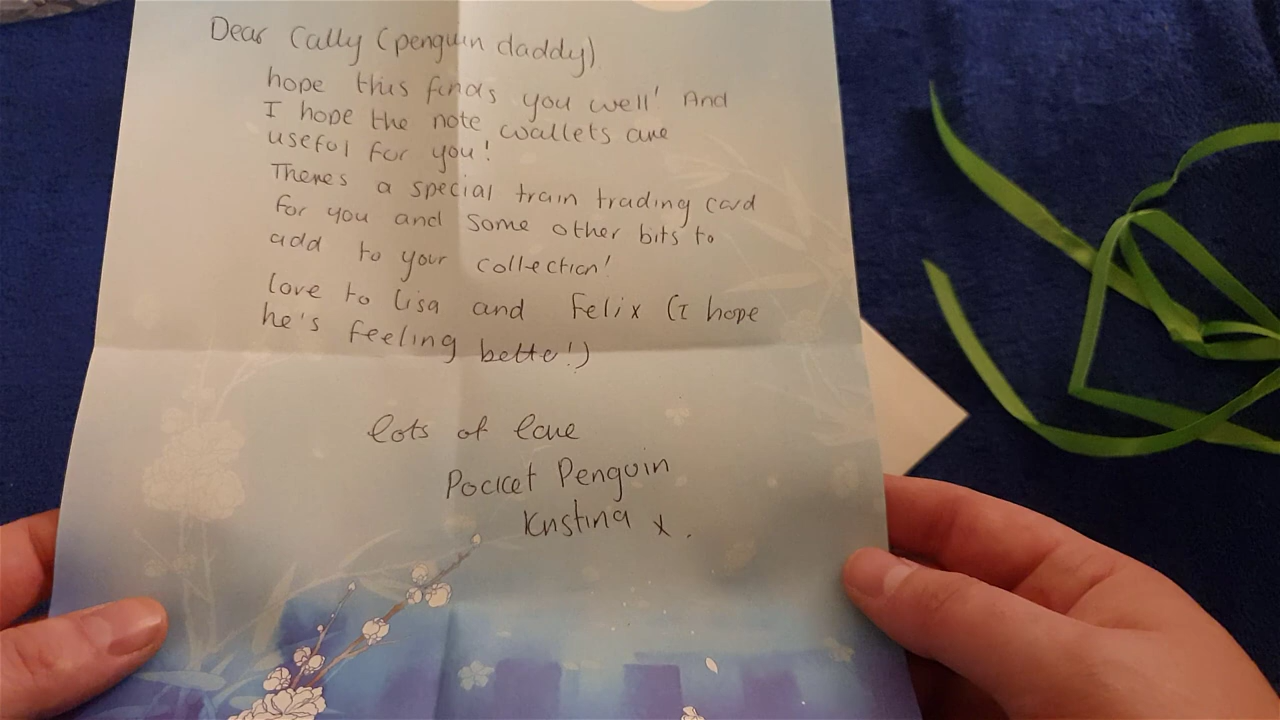 Dear Cally (penguin daddy)
hope this finds you well! And
I hope the note wallets are
useful for you!
Theres a special train trading card
for you and some other bits to
add to your collection!
love to Lisa and Felix (I hope
he's feeling bette!)
lots of love
Pocket Penguin
Kristina x.